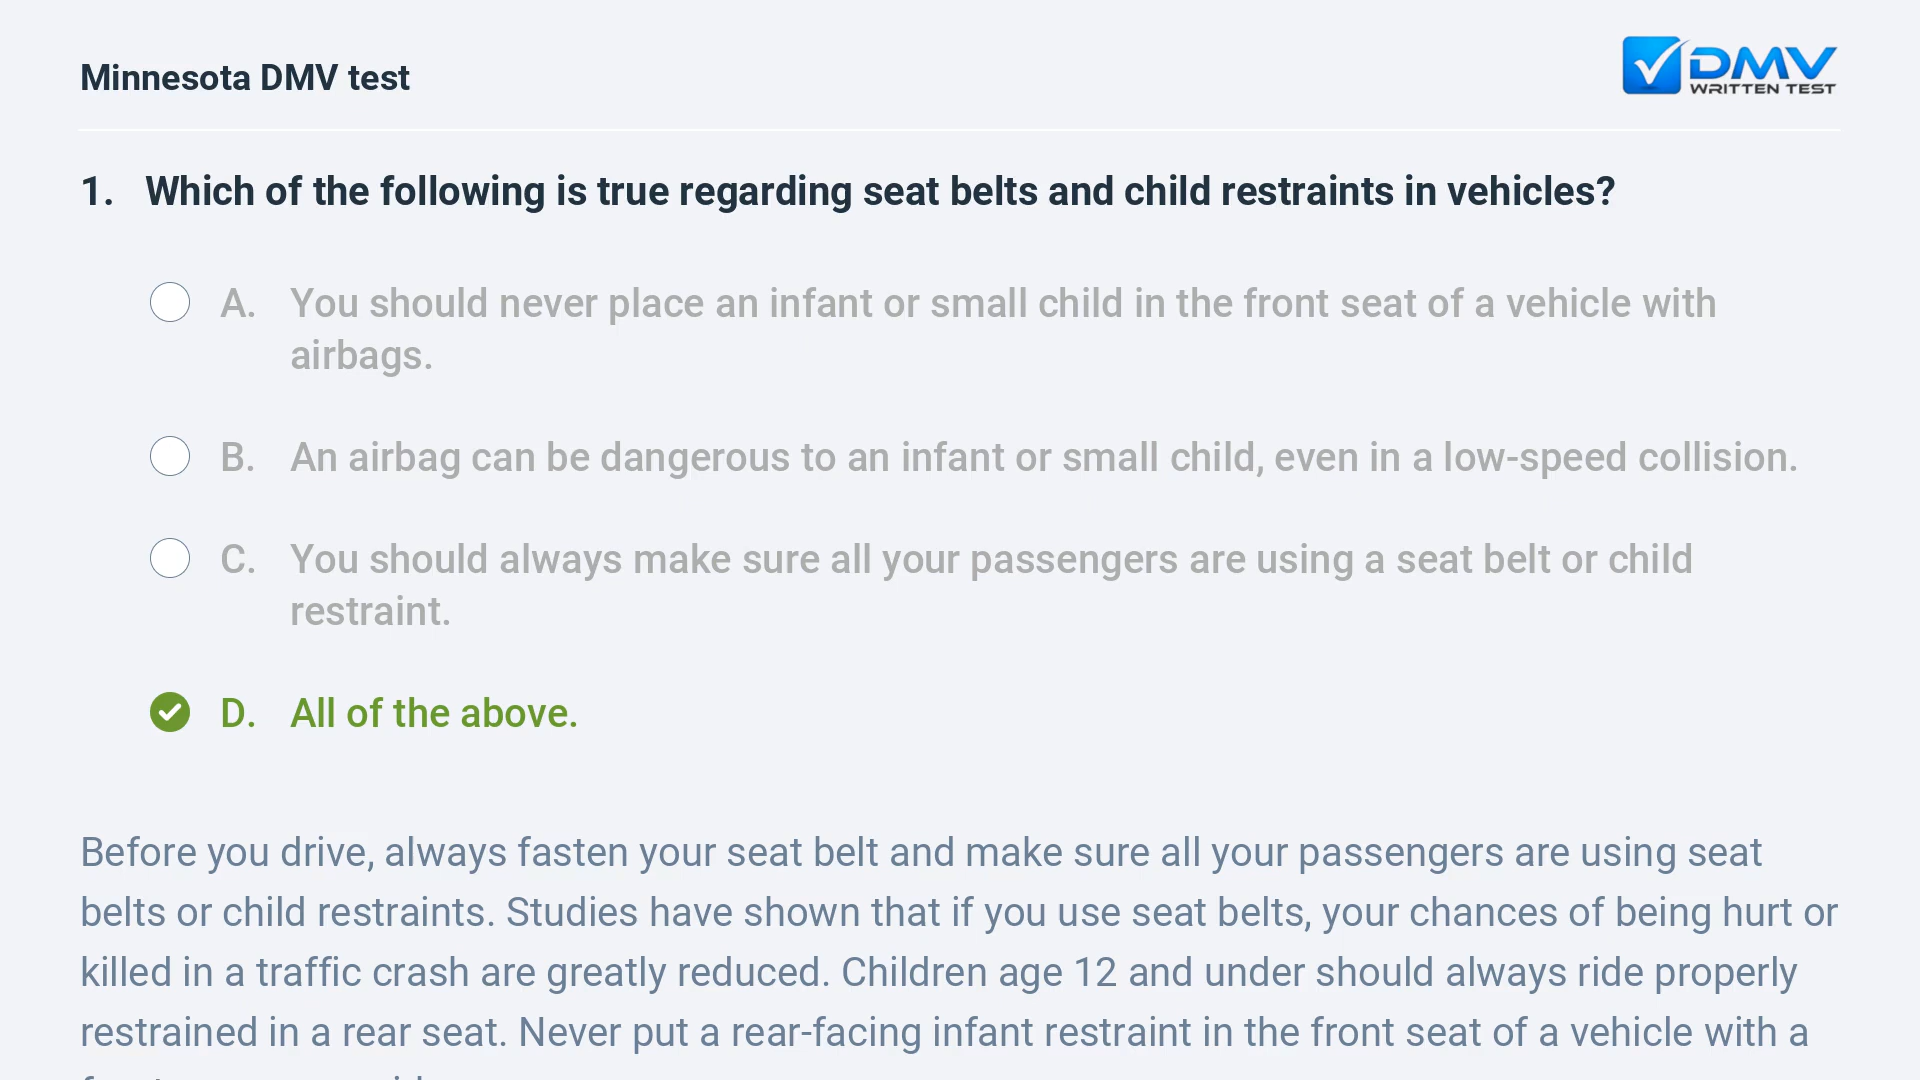 Minnesota DMV test
DMV
WRITTEN TEST
1. Which of the following is true regarding seat belts and child restraints in vehicles?
A. You should never place an infant or small child in the front seat of a vehicle with
airbags.
B. An airbag can be dangerous to an infant or small child, even in a low-speed collision.
C. You should always make sure all your passengers are using a seat belt or child
restraint.
D. All of the above.
Before you drive, always fasten your seat belt and make sure all your passengers are using seat
belts or child restraints. Studies have shown that if you use seat belts, your chances of being hurt or
killed in a traffic crash are greatly reduced. Children age 12 and under should always ride properly
restrained in a rear seat. Never put a rear-facing infant restraint in the front seat of a vehicle with a